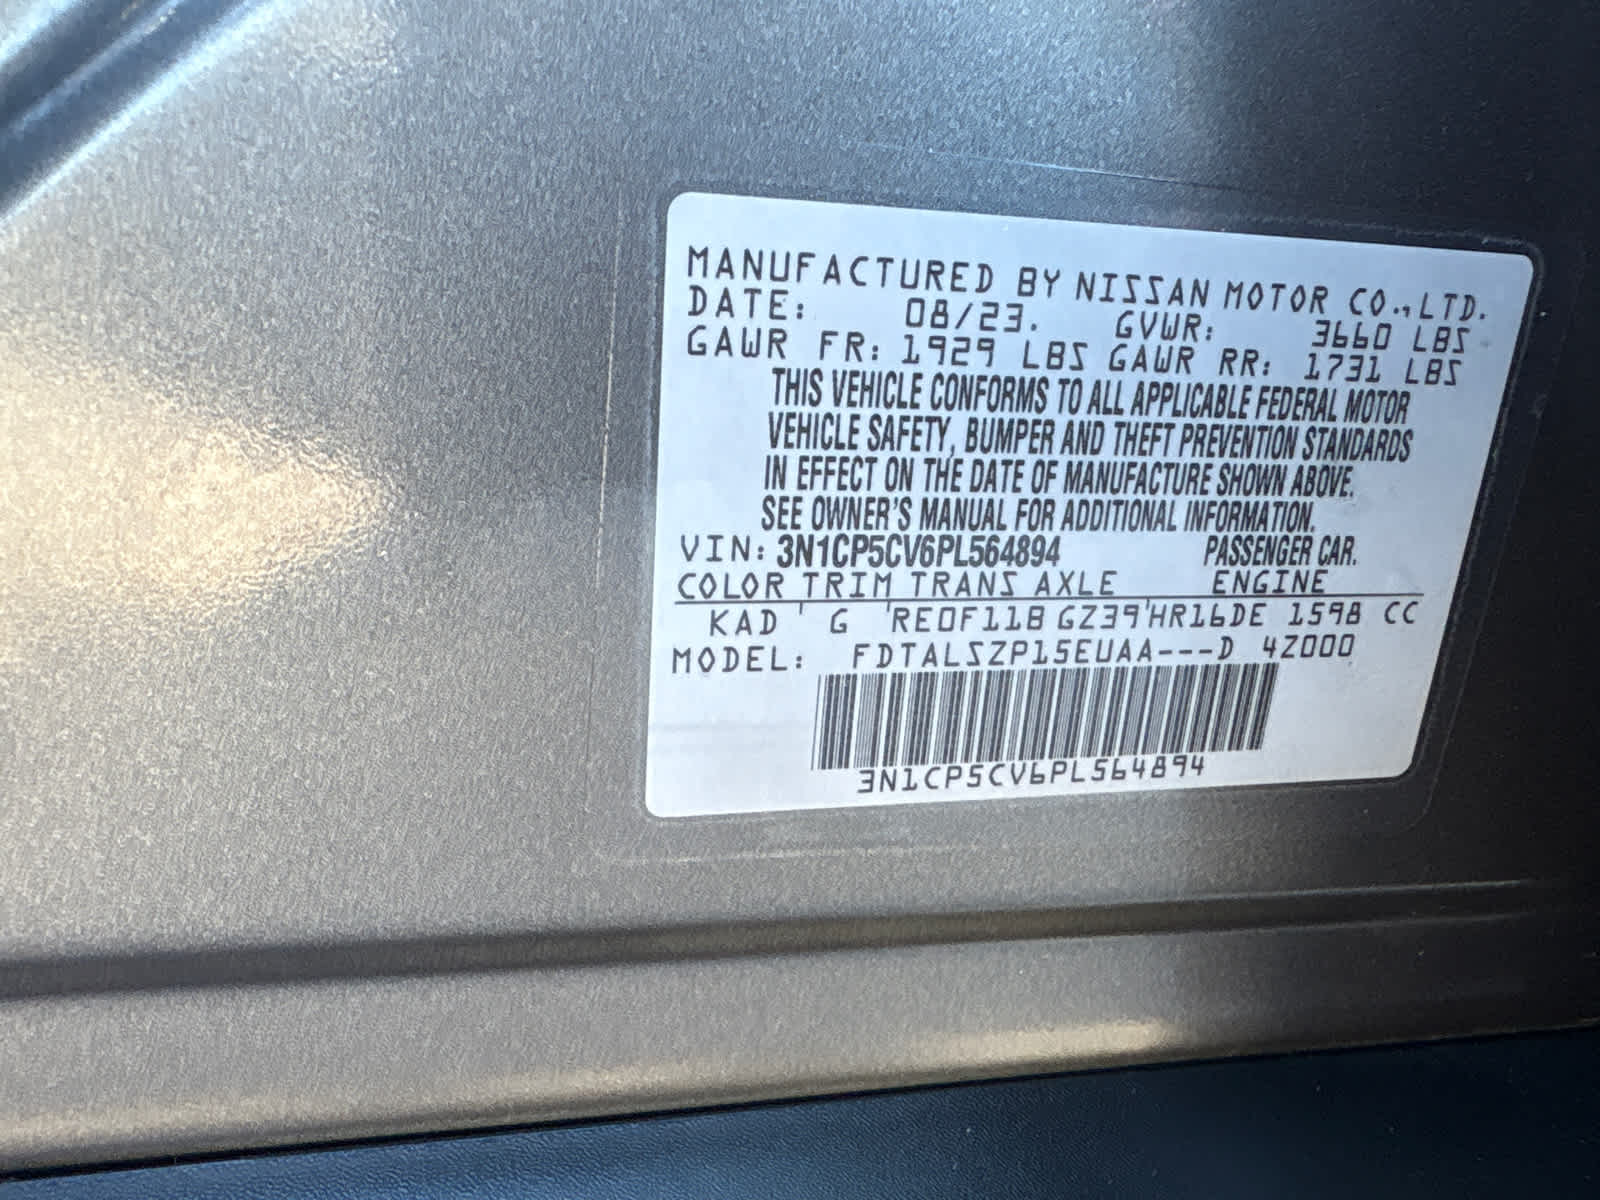 MANUFACTURED BY NISSAN MOTOR CO.,LTD.
DATE: 08/23. GVWR: 3660 LBS
GAWR FR: 1929 LBS GAWR RR: 1731 LBS
THIS VEHICLE CONFORMS TO ALL APPLICABLE FEDERAL MOTOR
VEHICLE SAFETY, BUMPER AND THEFT PREVENTION STANDARDS
IN EFFECT ON THE DATE OF MANUFACTURE SHOWN ABOVE.
SEE OWNER'S MANUAL FOR ADDITIONAL INFORMATION.
VIN: 3N1CP5CV6PL564894 PASSENGER CAR.
COLOR TRIM TRANS AXLE ENGINE
KAD G RE0F11B GZ39 HR16DE 1598 CC
MODEL: FDTALSZP15EUAA---D 4Z000
3N1CP5CV6PL564894